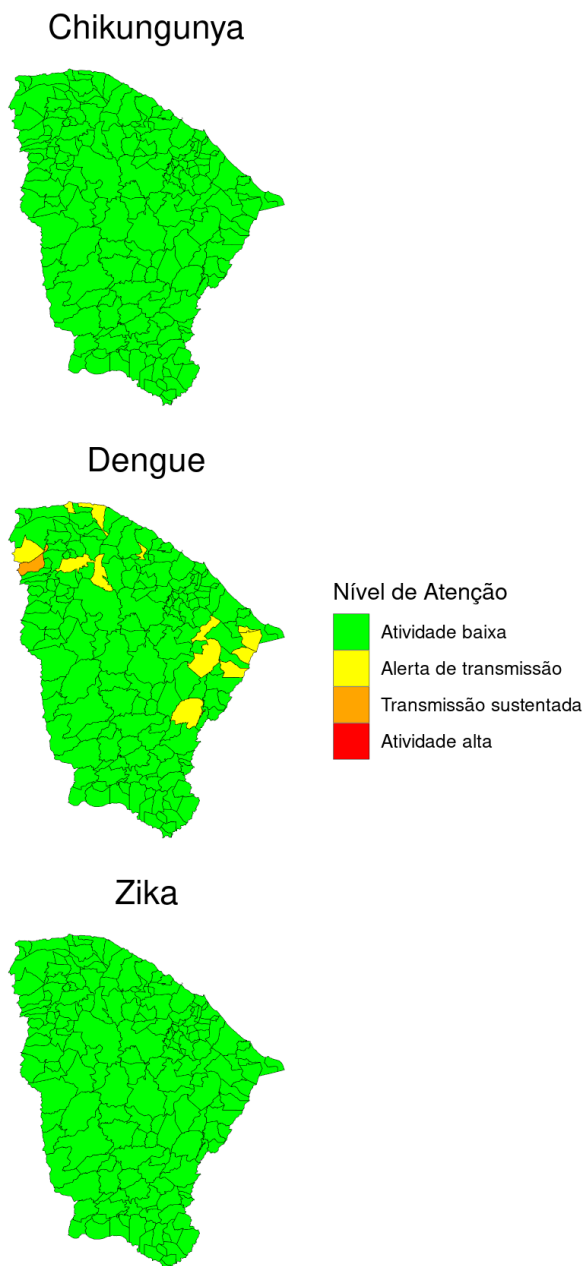 Chikungunya
Dengue
Nível de Atenção
Atividade baixa
Alerta de transmissão
Transmissão sustentada
Atividade alta
Zika